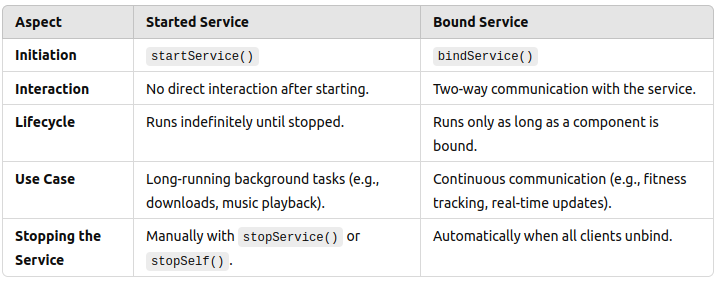 Aspect Started Service Bound Service
Initiation startService() bindService()
Interaction No direct interaction after starting. Two-way communication with the service.
Lifecycle Runs indefinitely until stopped. Runs only as long as a component is
bound.
Use Case Long-running background tasks (e.g., Continuous communication (e.g., fitness
downloads, music playback). tracking, real-time updates).
Stopping the Manually with stopService() or Automatically when all clients unbind.
Service stopSelf().